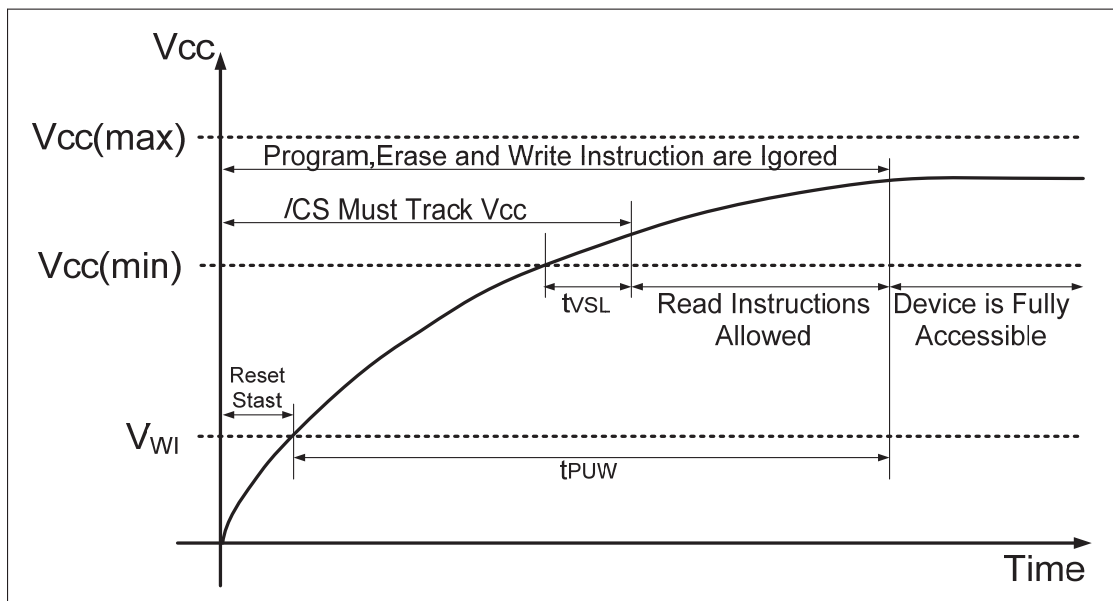 Vcc
Vcc(max)
Program,Erase and Write Instruction are Igored
/CS Must Track Vcc
Vcc(min)
tVSL
Read Instructions
Allowed
Device is Fully
Accessible
Reset
Stast
VWI
tPUW
Time